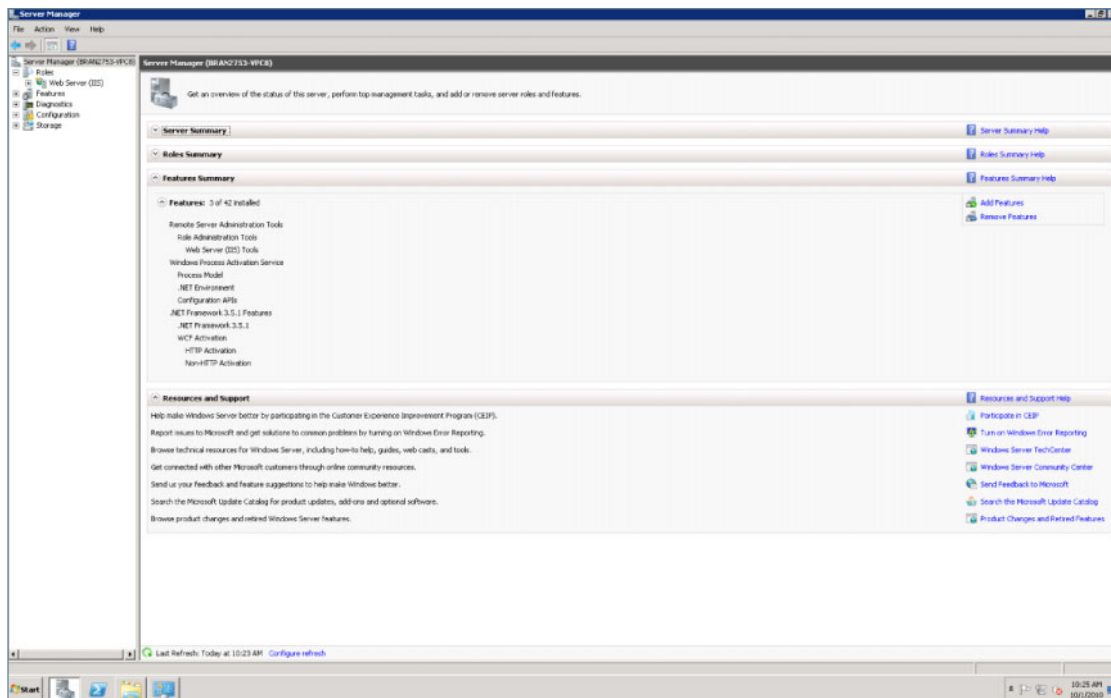 Server Manager
File Action View Help
Server Manager (BRAN2753-VPC8)
Roles
Web Server (IIS)
Features
Diagnostics
Configuration
Storage
Server Manager (BRAN2753-VPC8)
Get an overview of the status of this server, perform top management tasks, and add or remove server roles and features.
Server Summary
Server Summary Help
Roles Summary
Roles Summary Help
Features Summary
Features Summary Help
Features: 3 of 42 installed
Add Features
Remove Features
Remote Server Administration Tools
Role Administration Tools
Web Server (IIS) Tools
Windows Process Activation Service
Process Model
.NET Environment
Configuration APIs
.NET Framework 3.5.1 Features
.NET Framework 3.5.1
WCF Activation
HTTP Activation
Non-HTTP Activation
Resources and Support
Resources and Support Help
Help make Windows Server better by participating in the Customer Experience Improvement Program (CEIP).
Participate in CEIP
Report issues to Microsoft and get solutions to common problems by turning on Windows Error Reporting.
Turn on Windows Error Reporting
Browse technical resources for Windows Server, including how-to help, guides, web casts, and tools.
Windows Server TechCenter
Get connected with other Microsoft customers through online community resources.
Windows Server Community Center
Send us your feedback and feature suggestions to help make Windows better.
Send Feedback to Microsoft
Search the Microsoft Update Catalog for product updates, add-ons and optional software.
Search the Microsoft Update Catalog
Browse product changes and retired Windows Server features.
Product Changes and Retired Features
Last Refresh: Today at 10:23 AM Configure refresh
Start
10:25 AM
10/1/2010